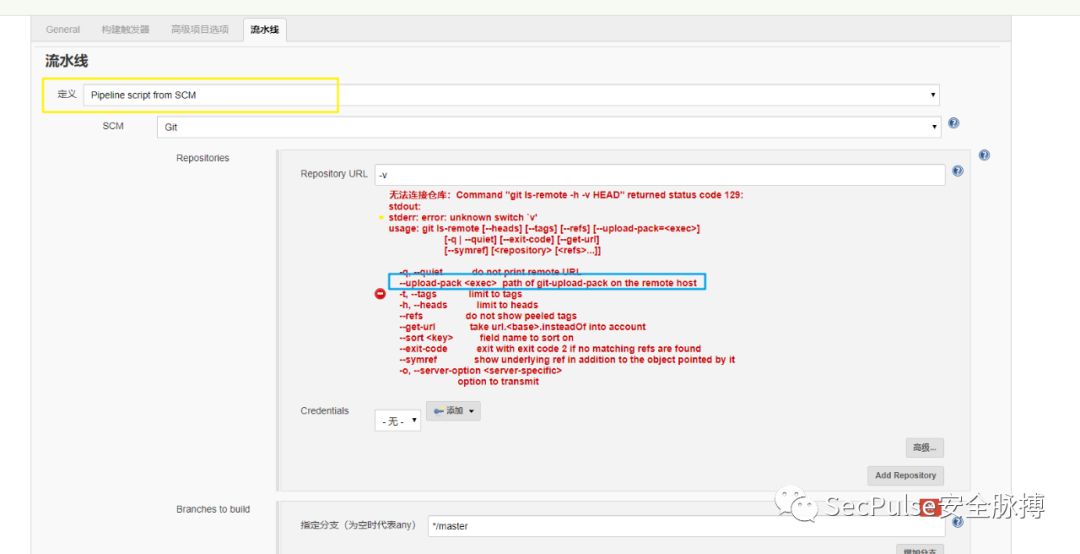 General 构建触发器 高级项目选项 流水线
流水线
定义 Pipeline script from SCM
SCM Git
Repositories
Repository URL -v
无法连接仓库：Command "git ls-remote -h -v HEAD" returned status code 129:
stdout:
stderr: error: unknown switch `v'
usage: git ls-remote [--heads] [--tags] [--refs] [--upload-pack=<exec>]
[-q | --quiet] [--exit-code] [--get-url]
[--symref] [<repository> [<refs>...]]
-q, --quiet do not print remote URL
--upload-pack <exec> path of git-upload-pack on the remote host
-t, --tags limit to tags
-h, --heads limit to heads
--refs do not show peeled tags
--get-url take url.<base>.insteadOf into account
--sort <key> field name to sort on
--exit-code exit with exit code 2 if no matching refs are found
--symref show underlying ref in addition to the object pointed by it
-o, --server-option <server-specific>
option to transmit
Credentials
- 无 - 添加
高级...
Add Repository
Branches to build
SecPulse安全脉搏
指定分支（为空时代表any） */master
增加分支